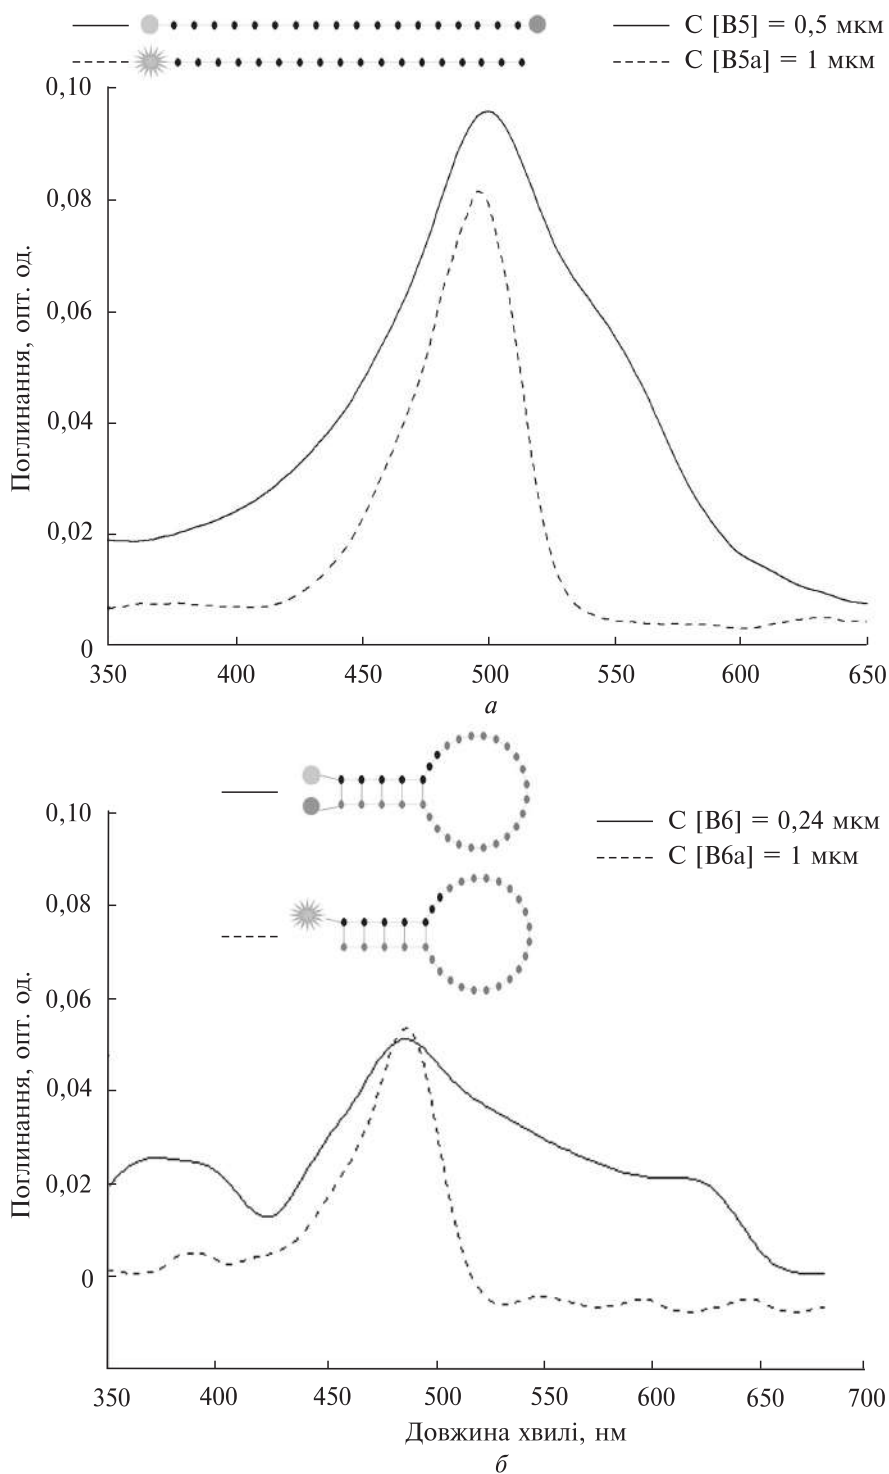 C [B5] = 0,5 мкм
C [B5a] = 1 мкм
0,10
0,08
0,06
0,04
0,02
0
Поглинання, опт. од.
350 400 450 500 550 600 650
а
C [B6] = 0,24 мкм
C [B6a] = 1 мкм
0,10
0,08
0,06
0,04
0,02
0
Поглинання, опт. од.
350 400 450 500 550 600 650 700
Довжина хвилі, нм
б